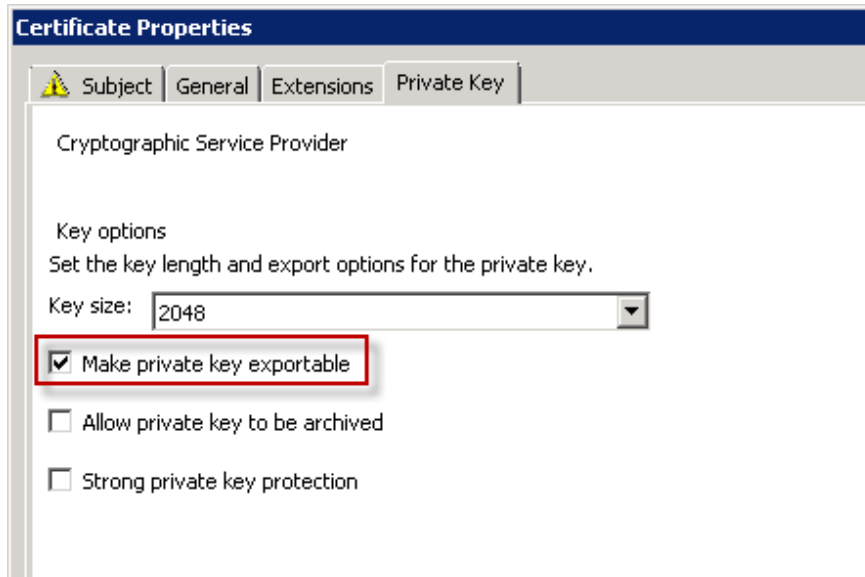 Certificate Properties
Subject General Extensions Private Key
Cryptographic Service Provider
Key options
Set the key length and export options for the private key.
Key size: 2048
Make private key exportable
Allow private key to be archived
Strong private key protection